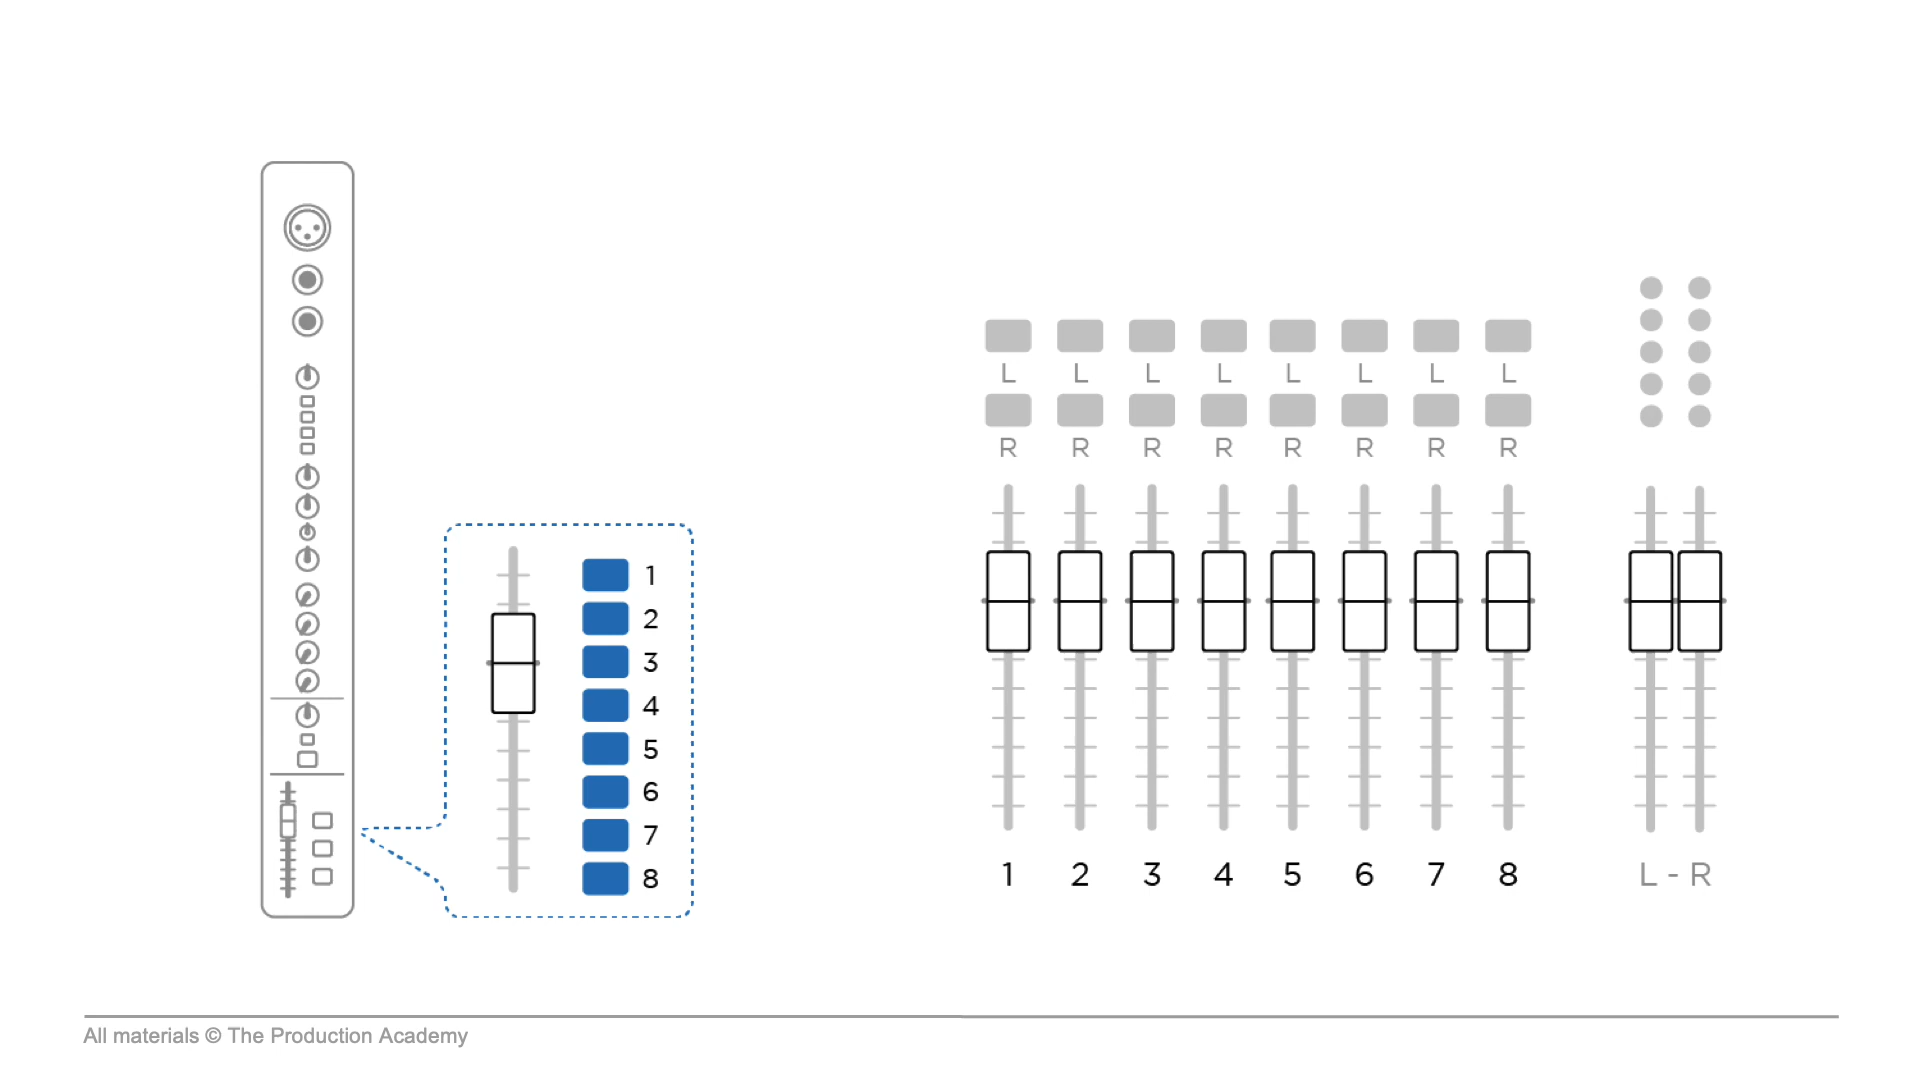 1
2
3
4
5
6
7
8
L L L L L L L L
R R R R R R R R
1 2 3 4 5 6 7 8 L - R
All materials © The Production Academy